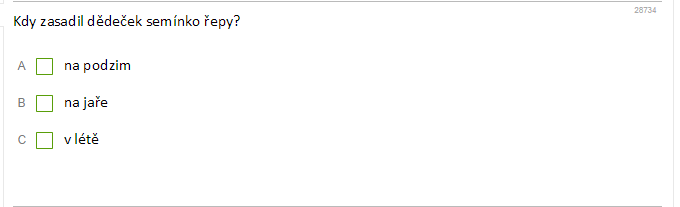 28734
Kdy zasadil dědeček semínko řepy?
A na podzim
B na jaře
C v létě